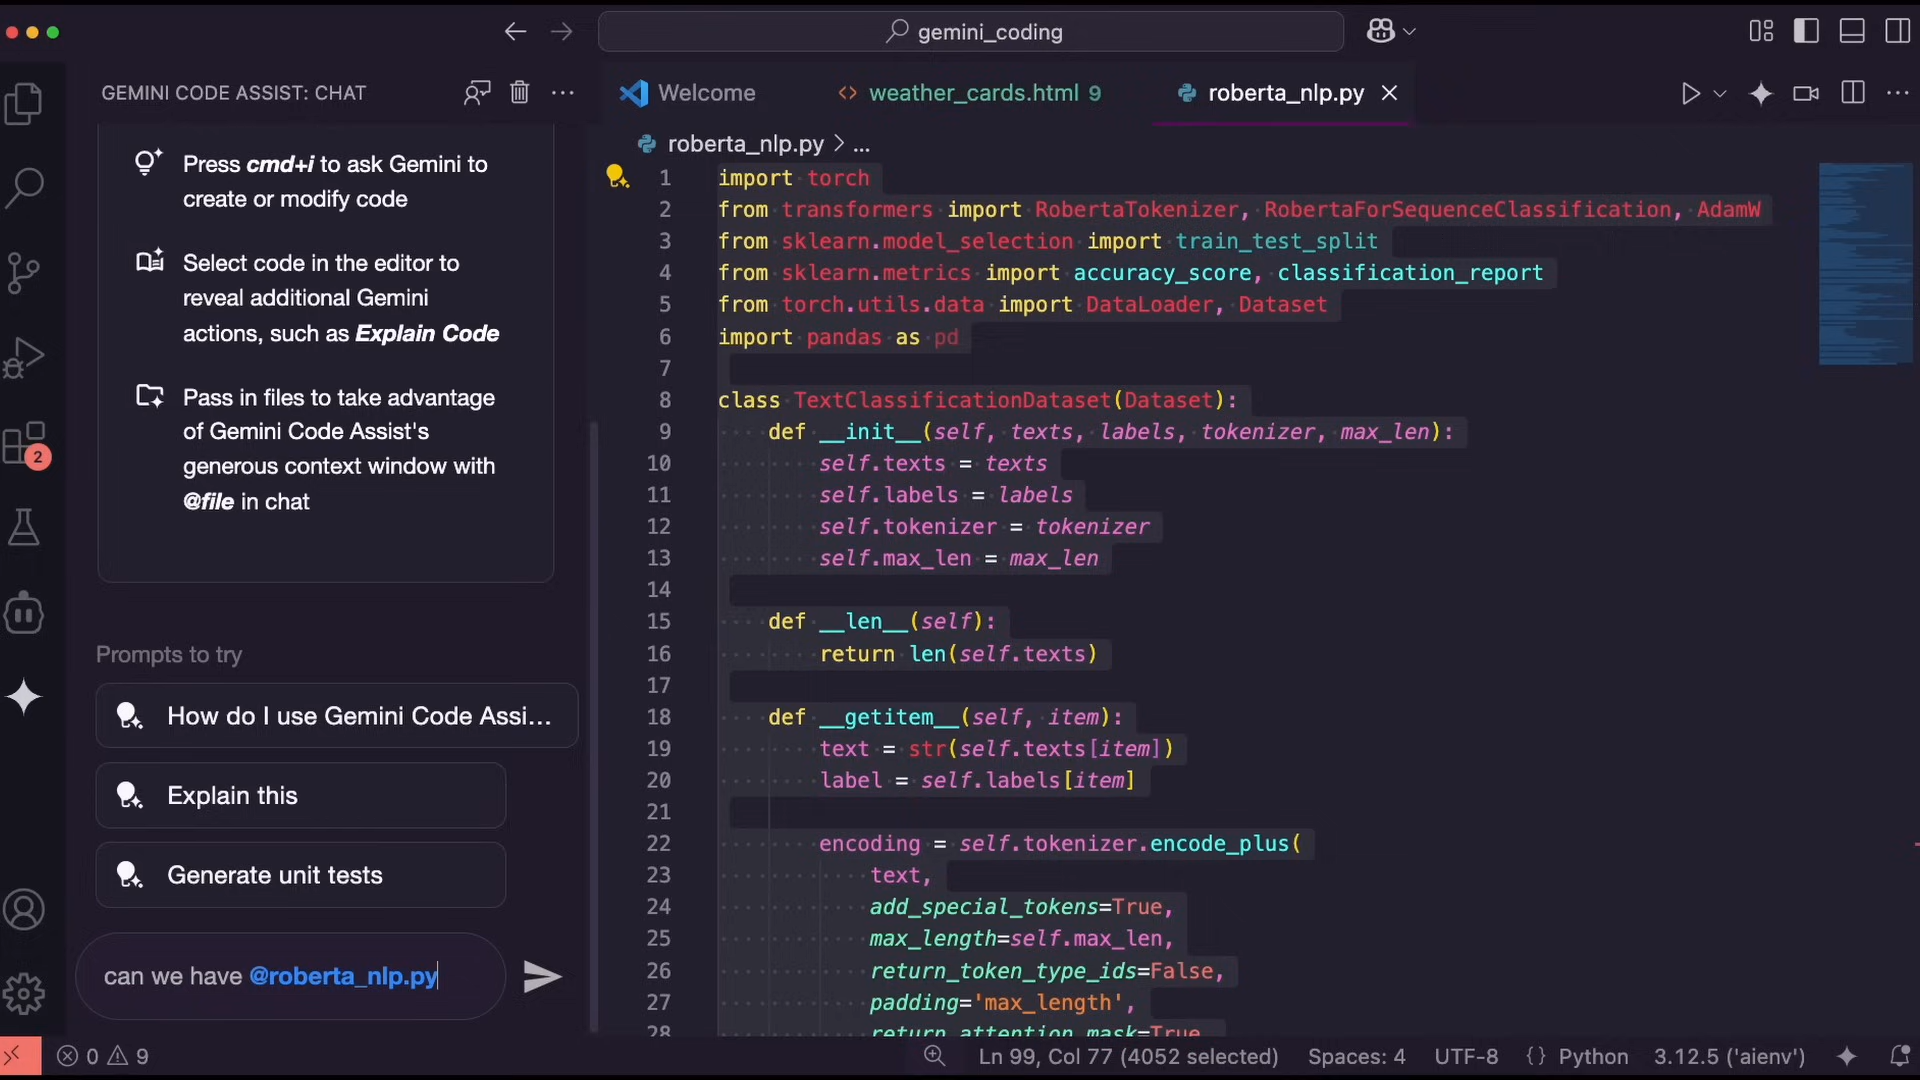 gemini_coding
GEMINI CODE ASSIST: CHAT
Press cmd+i to ask Gemini to
create or modify code
Select code in the editor to
reveal additional Gemini
actions, such as Explain Code
Pass in files to take advantage
of Gemini Code Assist's
generous context window with
@file in chat
2
Prompts to try
How do I use Gemini Code Assi...
Explain this
Generate unit tests
can we have @roberta_nlp.py
Welcome
weather_cards.html 9
roberta_nlp.py
roberta_nlp.py > ...
1 import torch
2 from transformers import RobertaTokenizer, RobertaForSequenceClassification, AdamW
3 from sklearn.model_selection import train_test_split
4 from sklearn.metrics import accuracy_score, classification_report
5 from torch.utils.data import DataLoader, Dataset
6 import pandas as pd
7
8 class TextClassificationDataset(Dataset):
9 def __init__(self, texts, labels, tokenizer, max_len):
10 self.texts = texts
11 self.labels = labels
12 self.tokenizer = tokenizer
13 self.max_len = max_len
14
15 def __len__(self):
16 return len(self.texts)
17
18 def __getitem__(self, item):
19 text = str(self.texts[item])
20 label = self.labels[item]
21
22 encoding = self.tokenizer.encode_plus(
23 text,
24 add_special_tokens=True,
25 max_length=self.max_len,
26 return_token_type_ids=False,
27 padding='max_length',
28 return_attention_mask=True
0 9
Ln 99, Col 77 (4052 selected)
Spaces: 4
UTF-8
{} Python
3.12.5 ('aienv')